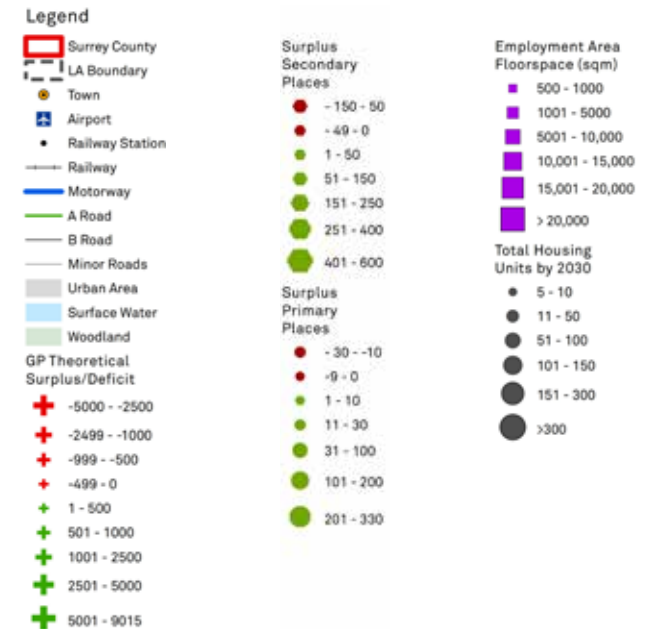 Legend
Surrey County
LA Boundary
Town
Airport
Railway Station
Railway
Motorway
A Road
B Road
Minor Roads
Urban Area
Surface Water
Woodland
GP Theoretical
Surplus/Deficit
-5000 - -2500
-2499 - -1000
-999 - -500
-499 - 0
1 - 500
501 - 1000
1001 - 2500
2501 - 5000
5001 - 9015
Surplus
Secondary
Places
- 150 - 50
- 49 - 0
1 - 50
51 - 150
151 - 250
251 - 400
401 - 600
Surplus
Primary
Places
- 30 - -10
-9 - 0
1 - 10
11 - 30
31 - 100
101 - 200
201 - 330
Employment Area
Floorspace (sqm)
500 - 1000
1001 - 5000
5001 - 10,000
10,001 - 15,000
15,001 - 20,000
> 20,000
Total Housing
Units by 2030
5 - 10
11 - 50
51 - 100
101 - 150
151 - 300
>300